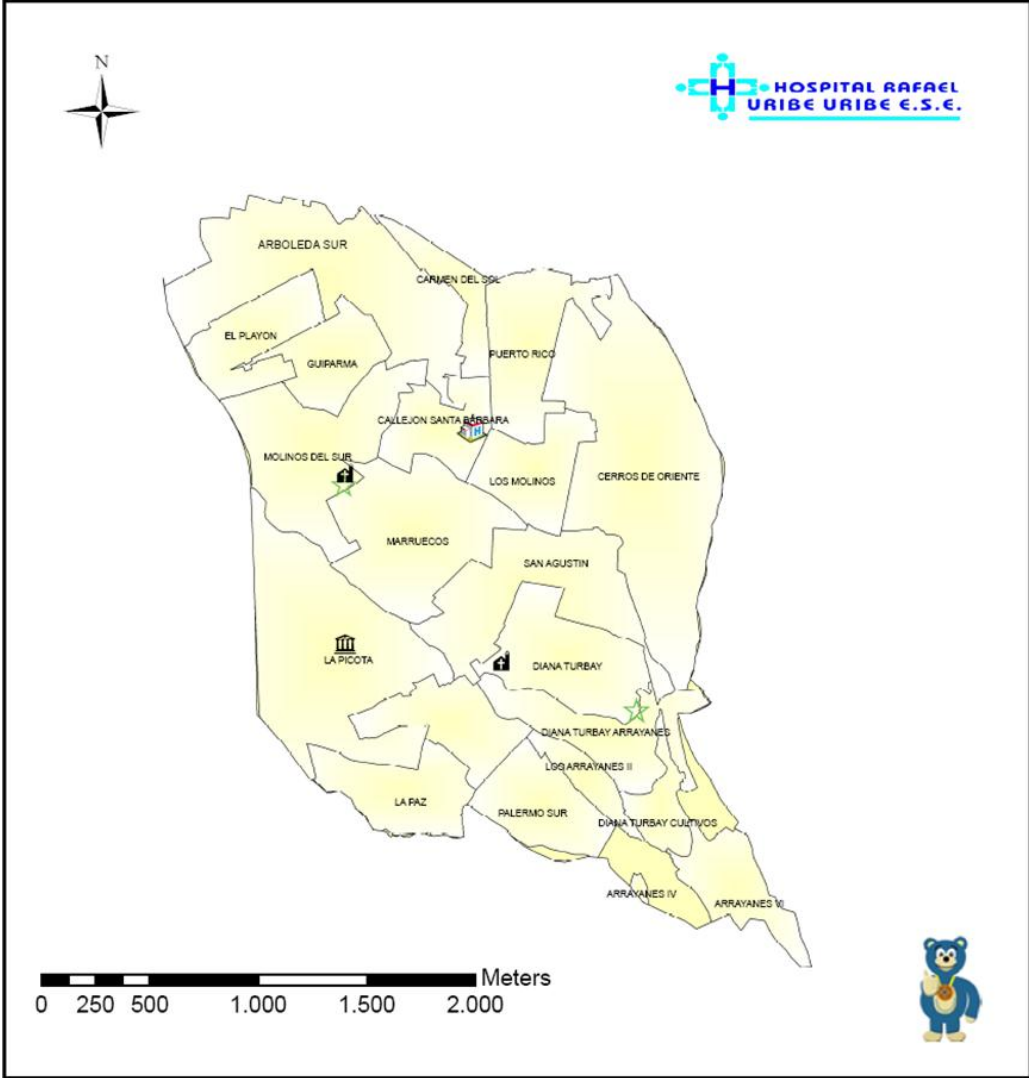 N
HOSPITAL RAFAEL
URIBE URIBE E.S.E.
ARBOLEDA SUR
CARMEN DEL SOL
EL PLAYON
PUERTO RICO
GUIPARMA
CALLEJON SANTA BARBARA
H
MOLINOS DEL SUR
CERROS DE ORIENTE
LOS MOLINOS
MARRUECOS
SAN AGUSTIN
LA PICOTA
DIANA TURBAY
DIANA TURBAY ARRAYANES
LOS ARRAYANES II
LA PAZ
PALERMO SUR
DIANA TURBAY CULTIVOS
ARRAYANES IV
ARRAYANES VI
Meters
0 250 500 1.000 1.500 2.000